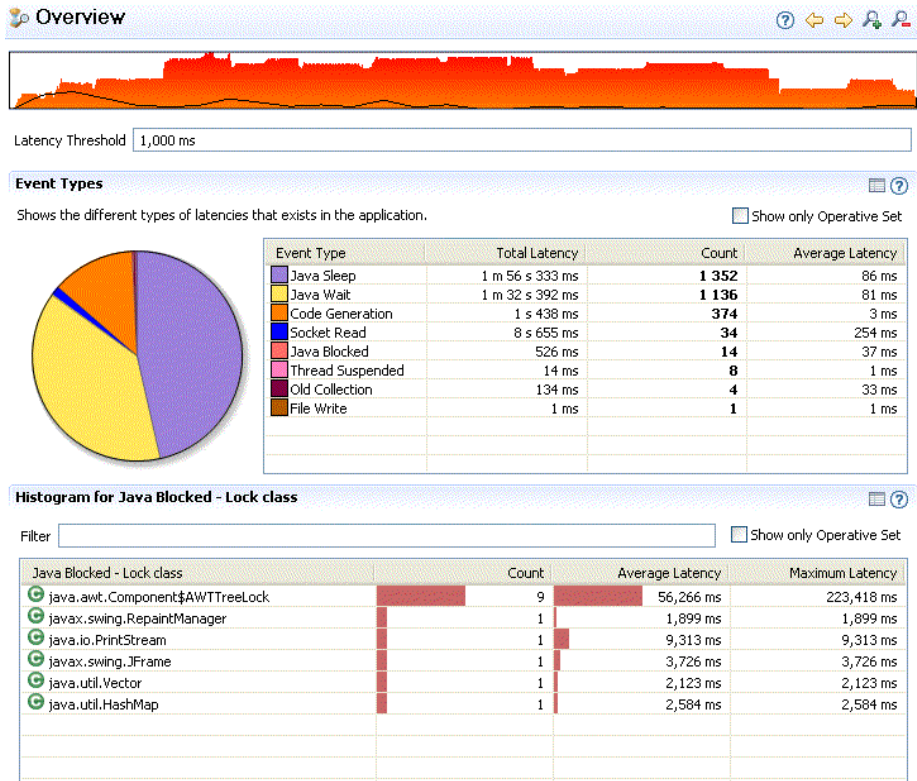 Overview
Latency Threshold 1,000 ms
Event Types
Shows the different types of latencies that exists in the application.
Show only Operative Set
Event Type Total Latency Count Average Latency
Java Sleep 1 m 56 s 333 ms 1 352 86 ms
Java Wait 1 m 32 s 392 ms 1 136 81 ms
Code Generation 1 s 438 ms 374 3 ms
Socket Read 8 s 655 ms 34 254 ms
Java Blocked 526 ms 14 37 ms
Thread Suspended 14 ms 8 1 ms
Old Collection 134 ms 4 33 ms
File Write 1 ms 1 1 ms
Histogram for Java Blocked - Lock class
Filter Show only Operative Set
Java Blocked - Lock class Count Average Latency Maximum Latency
java.awt.Component$AWTTreeLock 9 56,266 ms 223,418 ms
javax.swing.RepaintManager 1 1,899 ms 1,899 ms
java.io.PrintStream 1 9,313 ms 9,313 ms
javax.swing.JFrame 1 3,726 ms 3,726 ms
java.util.Vector 1 2,123 ms 2,123 ms
java.util.HashMap 1 2,584 ms 2,584 ms